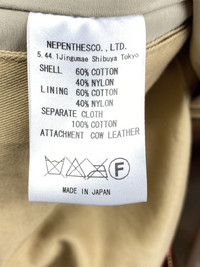 NEPENTHESCO., LTD.
5. 44. 1Jingumae Shibuya Tokyo
SHELL 60% COTTON
40% NYLON
LINING 60% COTTON
40% NYLON
SEPARATE CLOTH
100% COTTON
ATTACHMENT COW LEATHER
F
MADE IN JAPAN